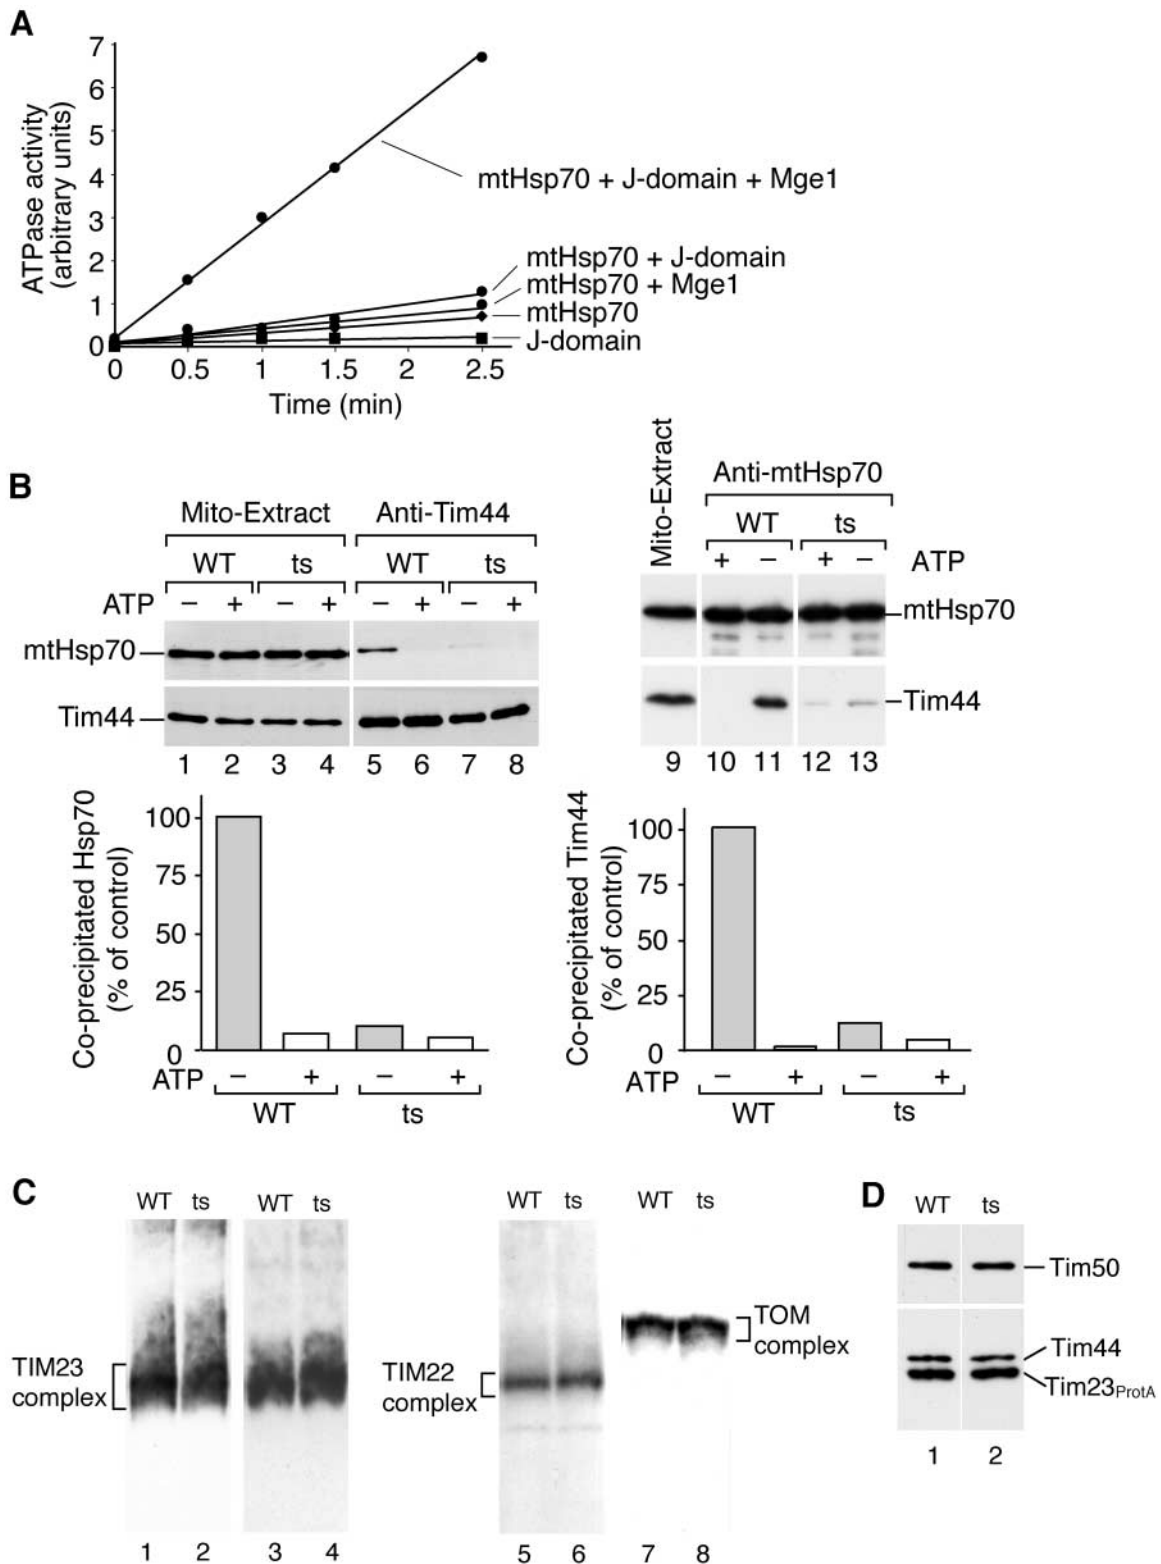 A
7
6
5
4
3
2
1
0
ATPase activity
(arbitrary units)
mtHsp70 + J-domain + Mge1
mtHsp70 + J-domain
mtHsp70 + Mge1
mtHsp70
J-domain
0 0.5 1 1.5 2 2.5
Time (min)
B
Mito-Extract Anti-Tim44
WT ts WT ts
ATP − + − + − + − +
mtHsp70
Tim44
1 2 3 4 5 6 7 8
Mito-Extract
Anti-mtHsp70
WT ts
+ − + − ATP
mtHsp70
Tim44
9 10 11 12 13
Co-precipitated Hsp70
(% of control)
100
75
50
25
0
ATP − + − +
WT ts
Co-precipitated Tim44
(% of control)
100
75
50
25
0
ATP − + − +
WT ts
C
WT ts WT ts
TIM23
complex
1 2 3 4
WT ts WT ts
TIM22
complex
TOM
complex
5 6 7 8
D
WT ts
Tim50
Tim44
Tim23ProtA
1 2